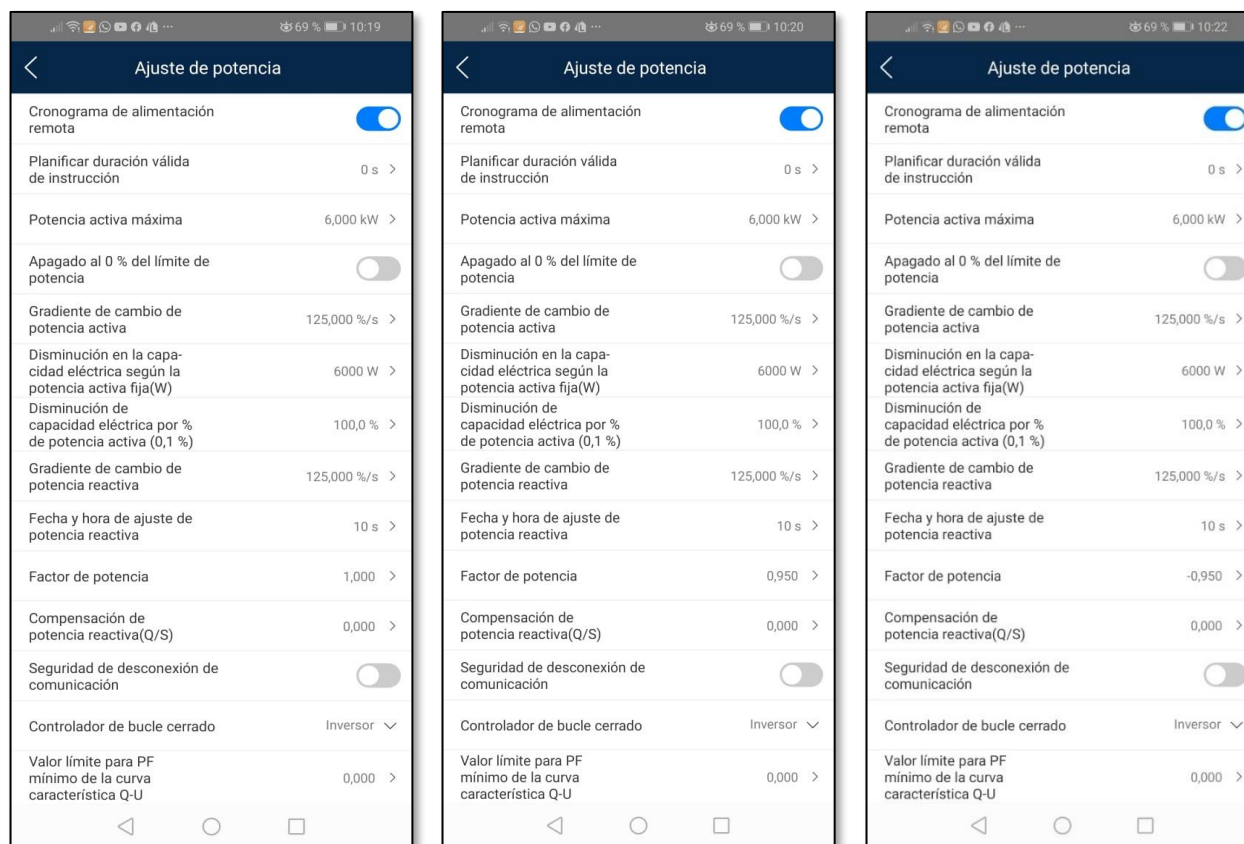 69 % 10:19
Ajuste de potencia
Cronograma de alimentación
remota
Planificar duración válida
de instrucción
0 s
Potencia activa máxima
6,000 kW
Apagado al 0 % del límite de
potencia
Gradiente de cambio de
potencia activa
125,000 %/s
Disminución en la capa-
cidad eléctrica según la
potencia activa fija(W)
6000 W
Disminución de
capacidad eléctrica por %
de potencia activa (0,1 %)
100,0 %
Gradiente de cambio de
potencia reactiva
125,000 %/s
Fecha y hora de ajuste de
potencia reactiva
10 s
Factor de potencia
1,000
Compensación de
potencia reactiva(Q/S)
0,000
Seguridad de desconexión de
comunicación
Controlador de bucle cerrado
Inversor
Valor límite para PF
mínimo de la curva
característica Q-U
0,000
69 % 10:20
Ajuste de potencia
Cronograma de alimentación
remota
Planificar duración válida
de instrucción
0 s
Potencia activa máxima
6,000 kW
Apagado al 0 % del límite de
potencia
Gradiente de cambio de
potencia activa
125,000 %/s
Disminución en la capa-
cidad eléctrica según la
potencia activa fija(W)
6000 W
Disminución de
capacidad eléctrica por %
de potencia activa (0,1 %)
100,0 %
Gradiente de cambio de
potencia reactiva
125,000 %/s
Fecha y hora de ajuste de
potencia reactiva
10 s
Factor de potencia
0,950
Compensación de
potencia reactiva(Q/S)
0,000
Seguridad de desconexión de
comunicación
Controlador de bucle cerrado
Inversor
Valor límite para PF
mínimo de la curva
característica Q-U
0,000
69 % 10:22
Ajuste de potencia
Cronograma de alimentación
remota
Planificar duración válida
de instrucción
0 s
Potencia activa máxima
6,000 kW
Apagado al 0 % del límite de
potencia
Gradiente de cambio de
potencia activa
125,000 %/s
Disminución en la capa-
cidad eléctrica según la
potencia activa fija(W)
6000 W
Disminución de
capacidad eléctrica por %
de potencia activa (0,1 %)
100,0 %
Gradiente de cambio de
potencia reactiva
125,000 %/s
Fecha y hora de ajuste de
potencia reactiva
10 s
Factor de potencia
-0,950
Compensación de
potencia reactiva(Q/S)
0,000
Seguridad de desconexión de
comunicación
Controlador de bucle cerrado
Inversor
Valor límite para PF
mínimo de la curva
característica Q-U
0,000